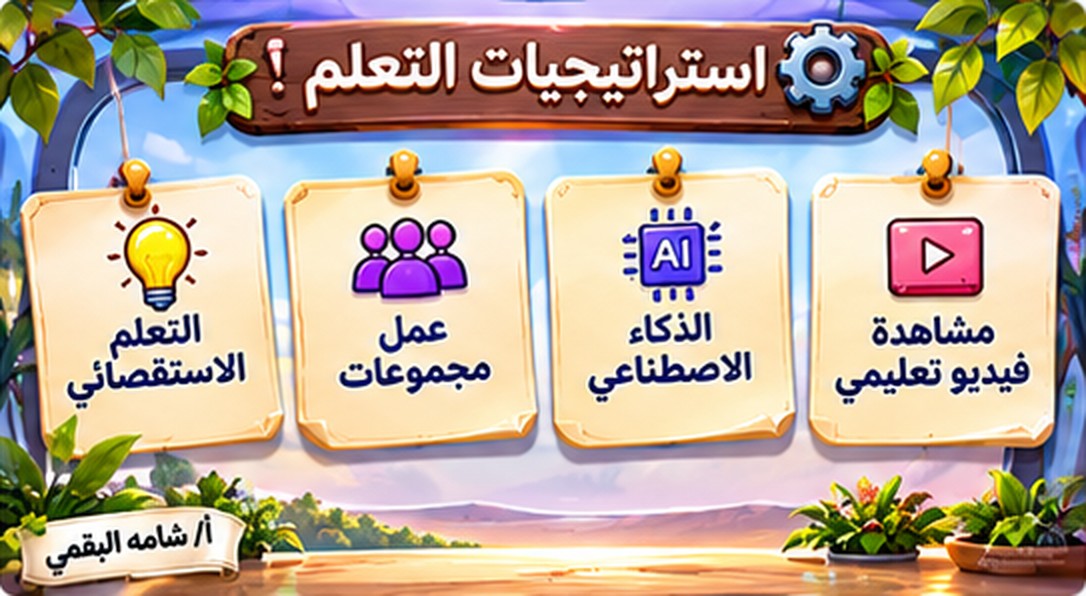 استراتيجيات التعلم !
مشاهدة
فيديو تعليمي
AI
الذكاء
الاصطناعي
عمل
مجموعات
التعلم
الاستقصائي
أ/ شامه البقمي